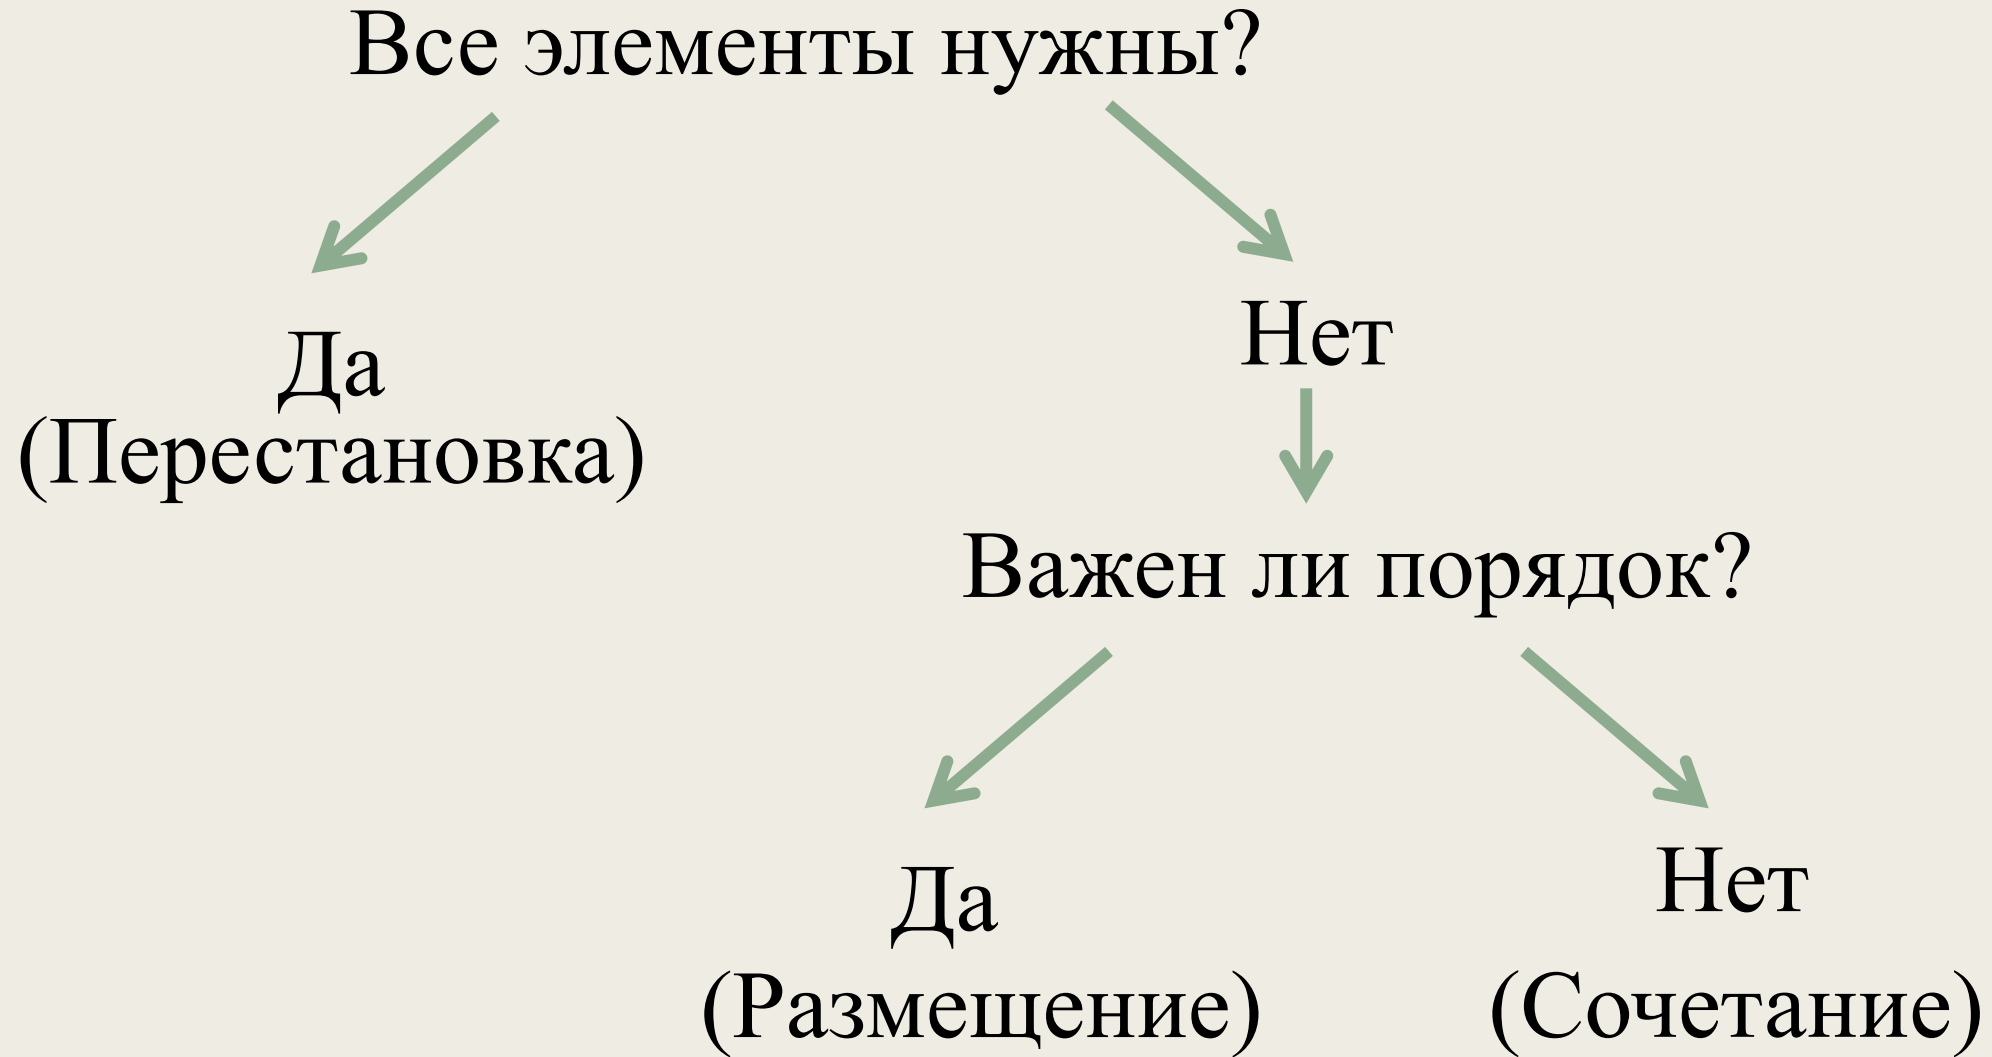 Все элементы нужны?
Да
(Перестановка)
Нет
Важен ли порядок?
Да
(Размещение)
Нет
(Сочетание)